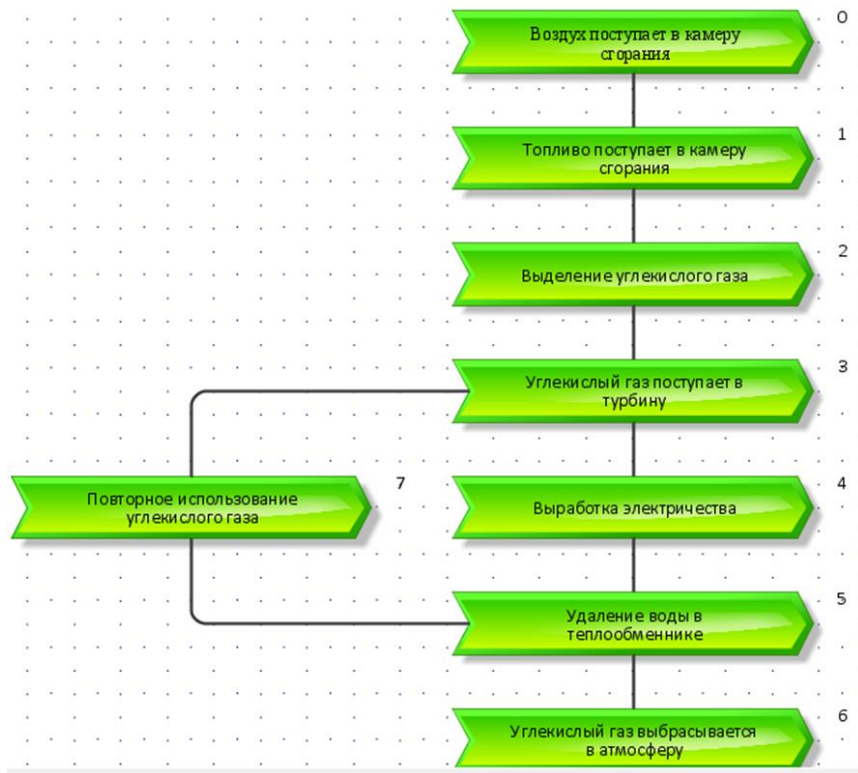 0
Воздух поступает в камеру
сгорания
1
Топливо поступает в камеру
сгорания
2
Выделение углекислого газа
3
Углекислый газ поступает в
турбину
7
Повторное использование
углекислого газа
4
Выработка электричества
5
Удаление воды в
теплообменнике
6
Углекислый газ выбрасывается
в атмосферу